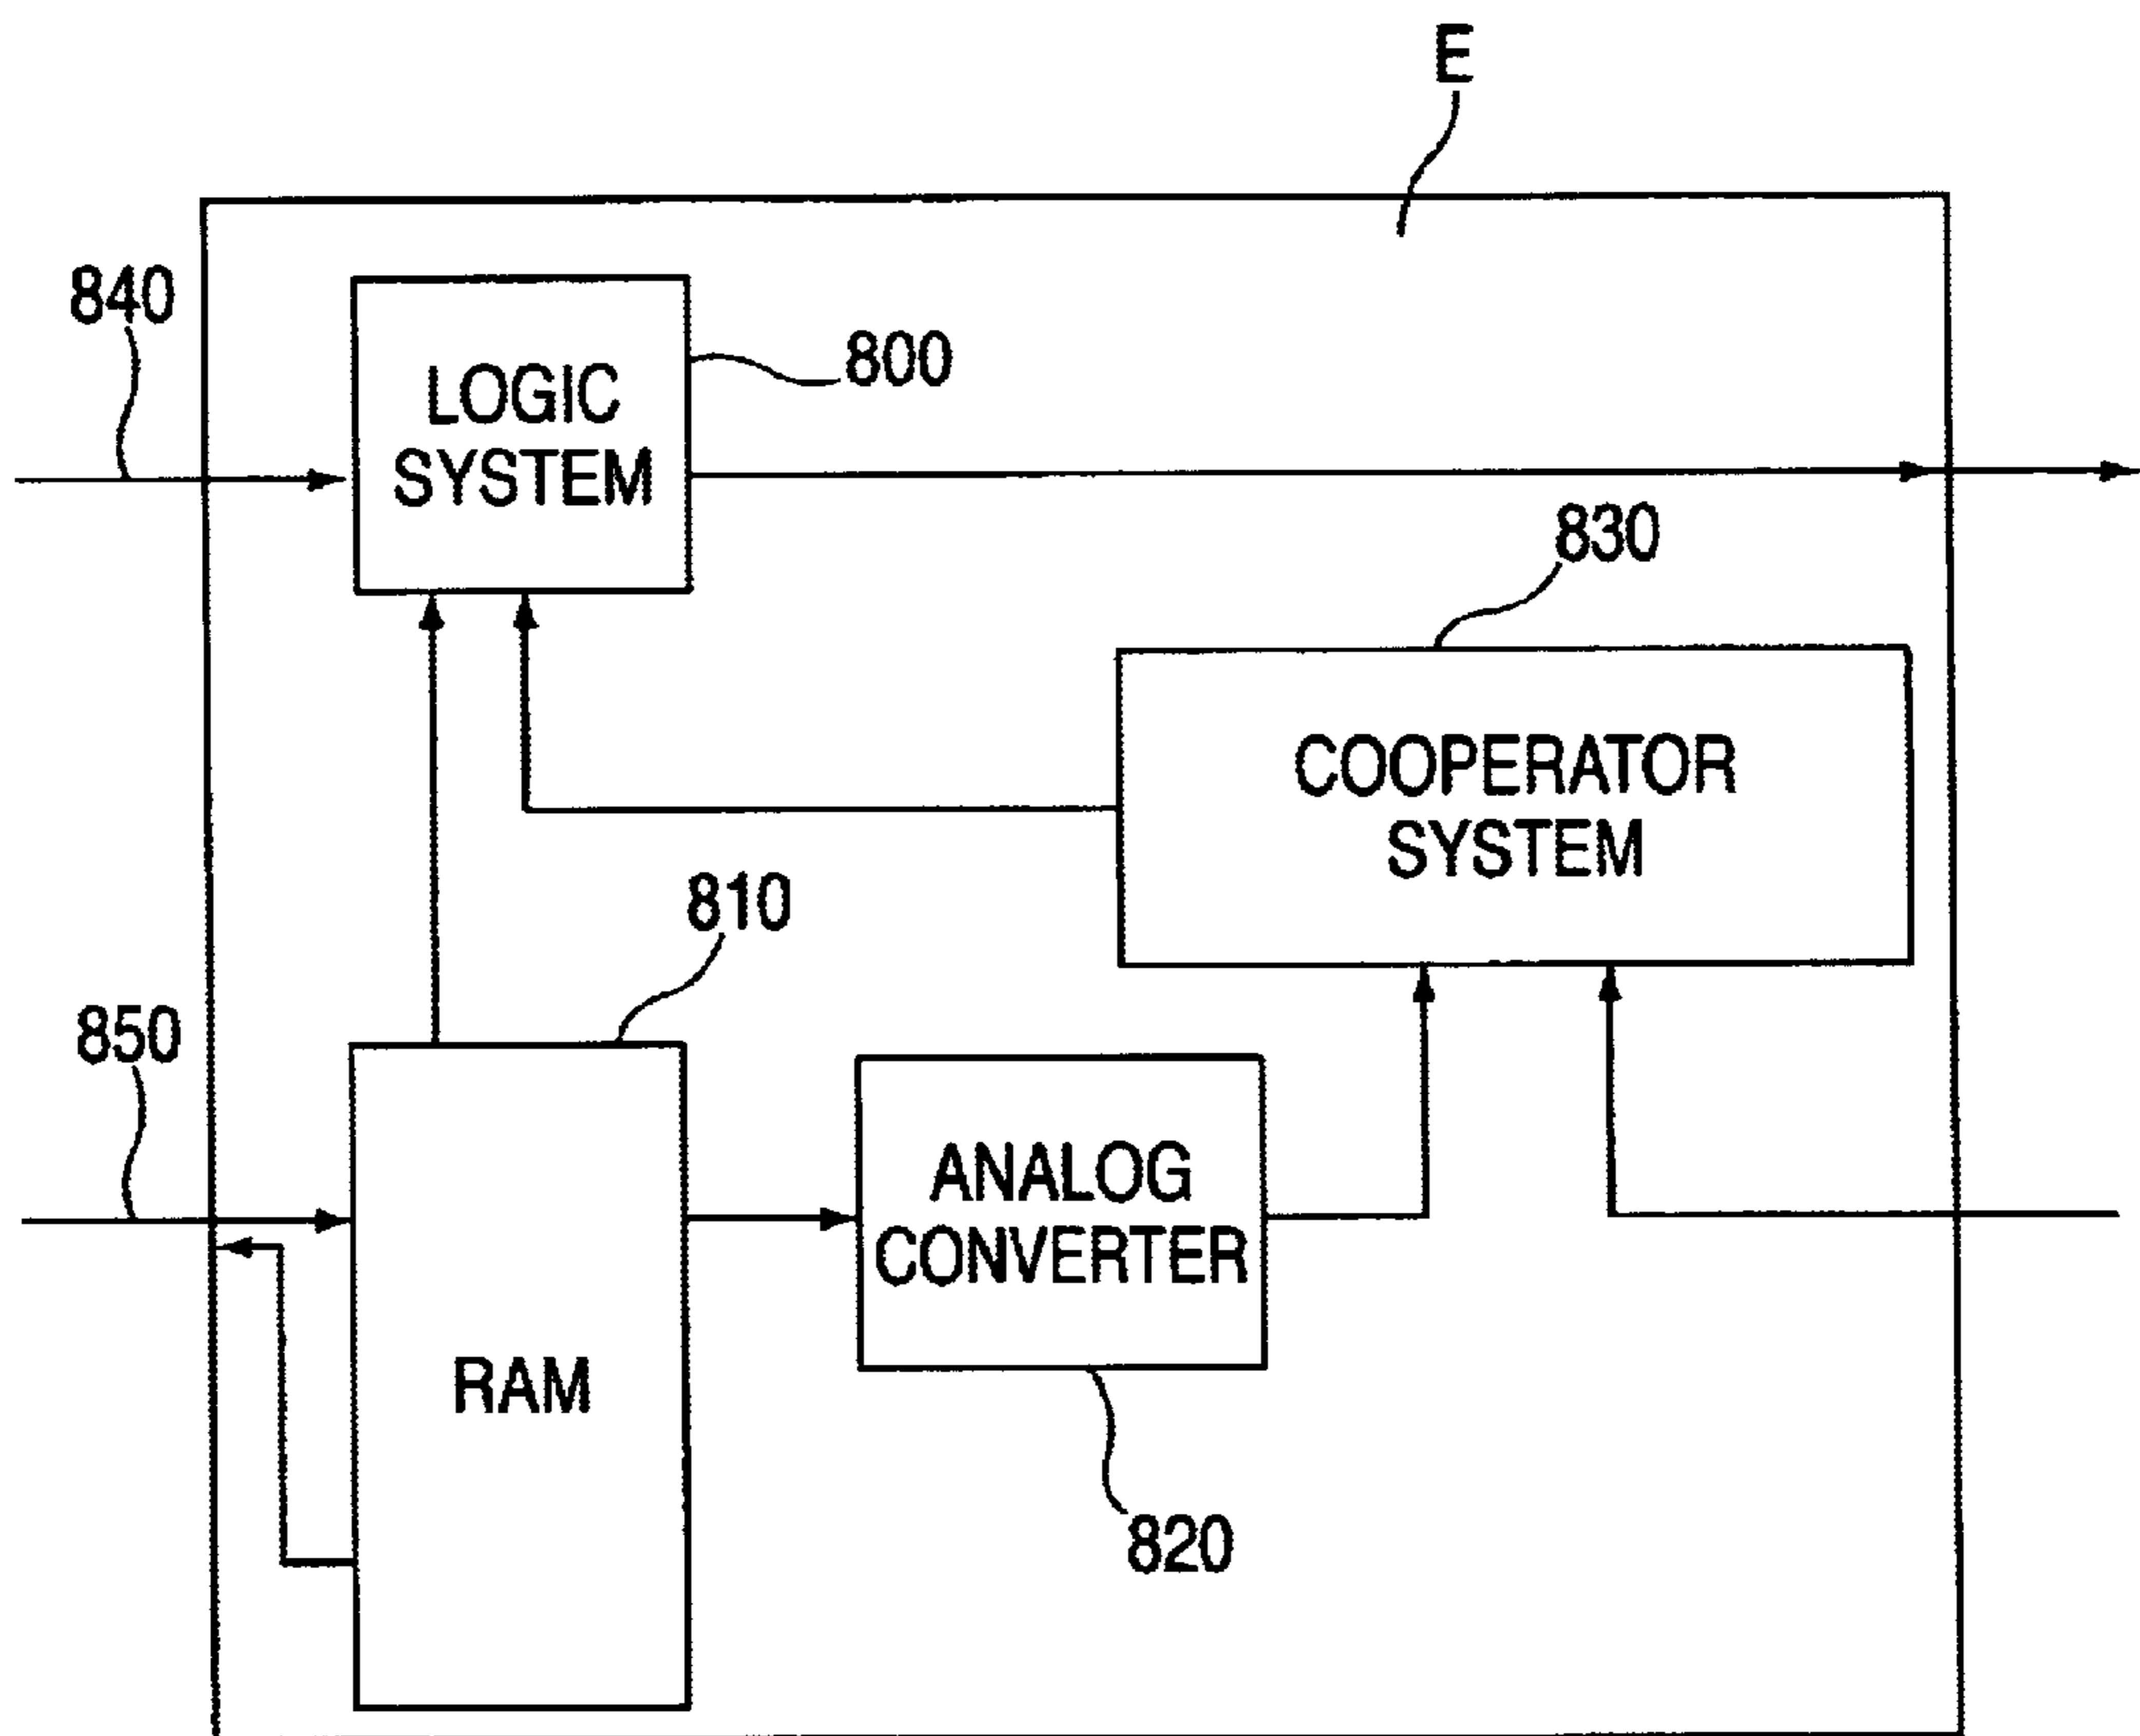 E
840
LOGIC
SYSTEM
800
830
COOPERATOR
SYSTEM
810
850
ANALOG
CONVERTER
RAM
820